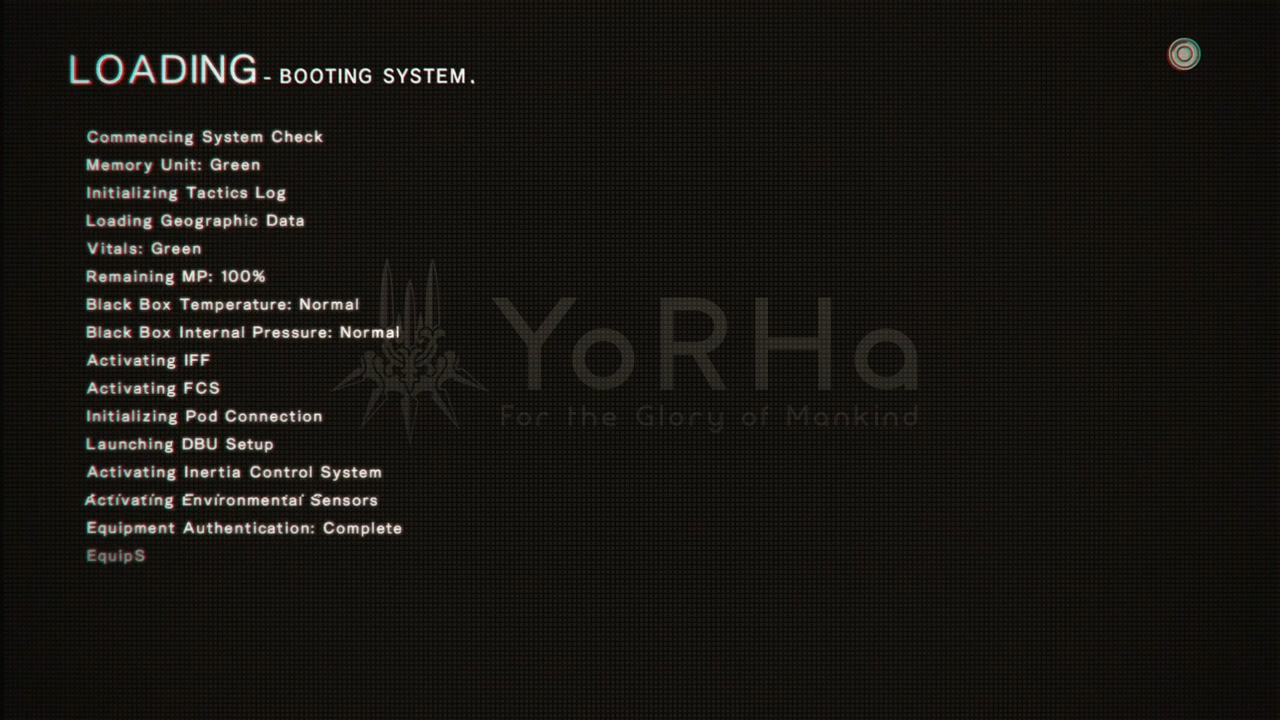 LOADING - BOOTING SYSTEM.
Commencing System Check
Memory Unit: Green
Initializing Tactics Log
Loading Geographic Data
Vitals: Green
Remaining MP: 100%
Black Box Temperature: Normal
Black Box Internal Pressure: Normal
Activating IFF
Activating FCS
Initializing Pod Connection
Launching DBU Setup
Activating Inertia Control System
Activating Environmental Sensors
Equipment Authentication: Complete
EquipS
YoRHa
For the Glory of Mankind